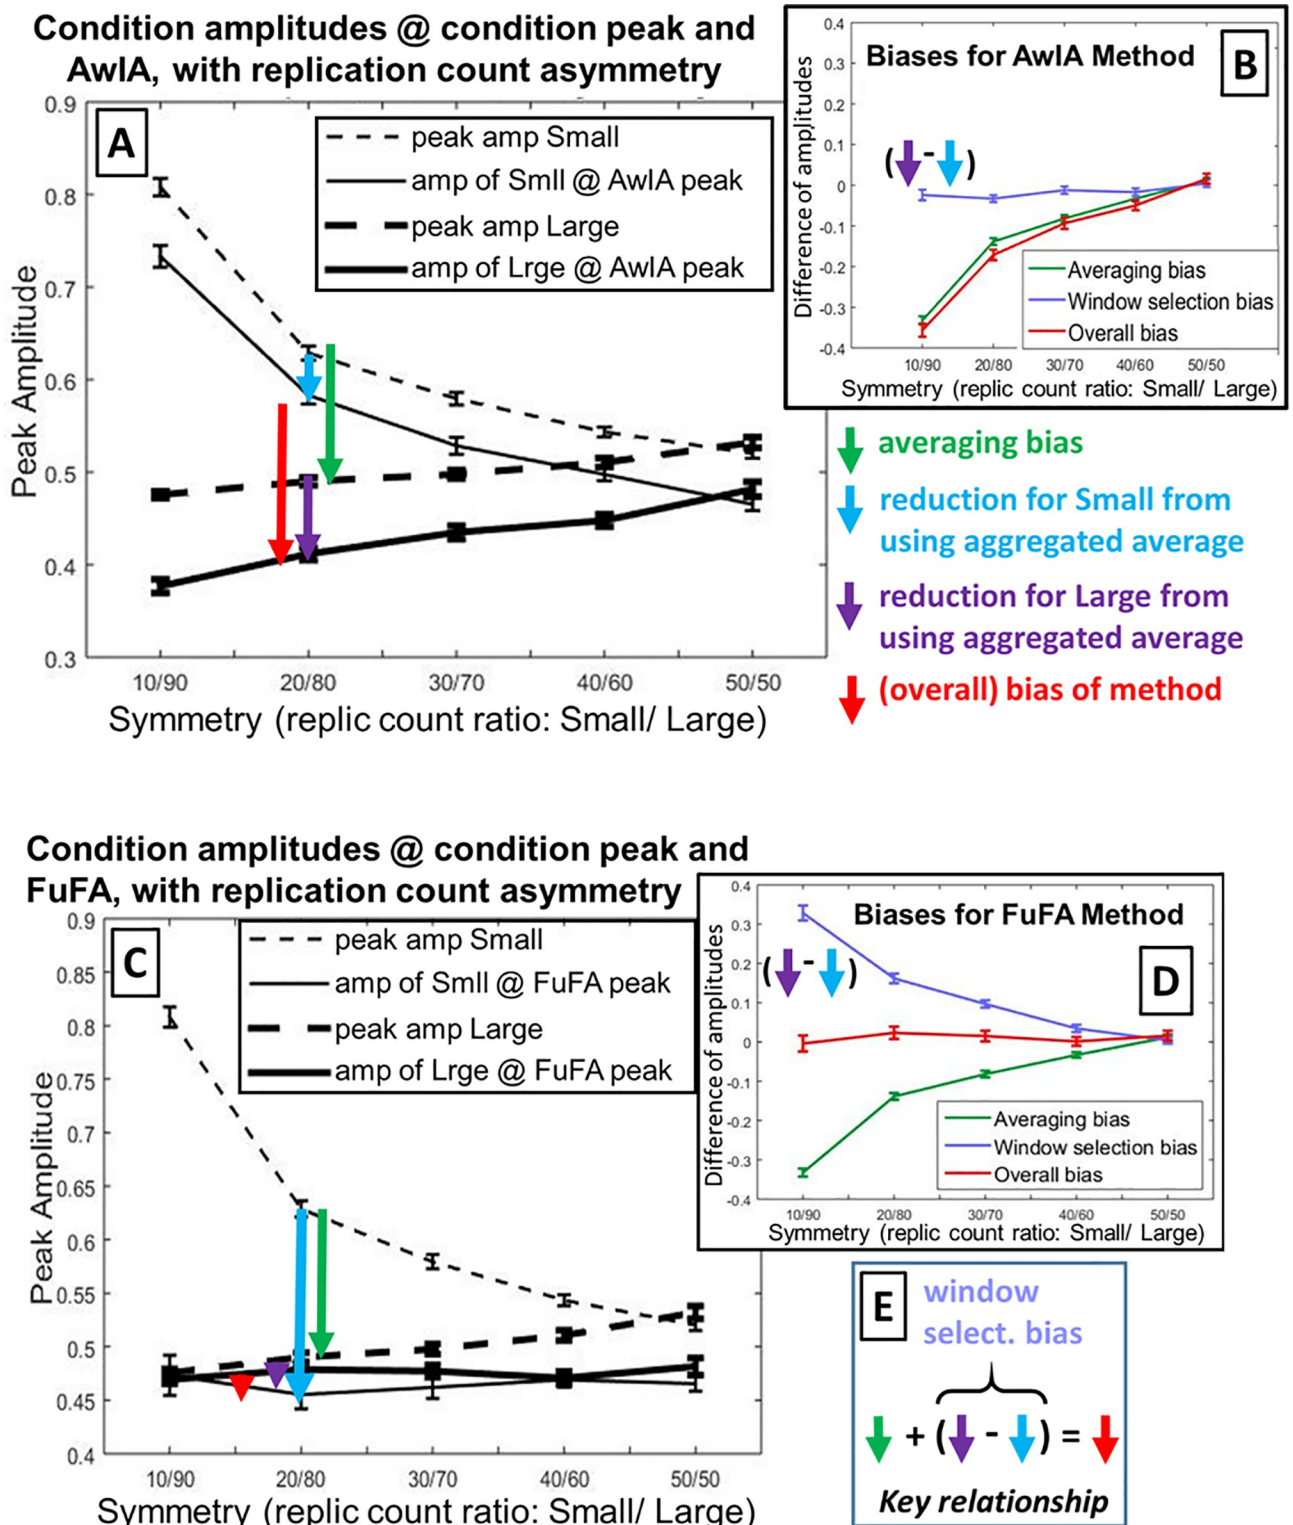 Condition amplitudes @ condition peak and
AwIA, with replication count asymmetry
A
peak amp Small
amp of Smll @ AwIA peak
peak amp Large
amp of Lrge @ AwIA peak
Peak Amplitude
0.9
0.8
0.7
0.6
0.5
0.4
0.3
10/90 20/80 30/70 40/60 50/50
Symmetry (replic count ratio: Small/ Large)
Biases for AwIA Method
B
( - )
Difference of amplitudes
0.4
0.3
0.2
0.1
0
-0.1
-0.2
-0.3
-0.4
Averaging bias
Window selection bias
Overall bias
10/90 20/80 30/70 40/60 50/50
Symmetry (replic count ratio: Small/ Large)
averaging bias
reduction for Small from
using aggregated average
reduction for Large from
using aggregated average
(overall) bias of method
Condition amplitudes @ condition peak and
FuFA, with replication count asymmetry
C
peak amp Small
amp of Smll @ FuFA peak
peak amp Large
amp of Lrge @ FuFA peak
Peak Amplitude
0.9
0.85
0.8
0.75
0.7
0.65
0.6
0.55
0.5
0.45
0.4
10/90 20/80 30/70 40/60 50/50
Symmetry (replic count ratio: Small/ Large)
Biases for FuFA Method
D
( - )
Difference of amplitudes
0.4
0.3
0.2
0.1
0
-0.1
-0.2
-0.3
-0.4
Averaging bias
Window selection bias
Overall bias
10/90 20/80 30/70 40/60 50/50
Symmetry (replic count ratio: Small/ Large)
E
window
select. bias
+ ( - ) =
Key relationship